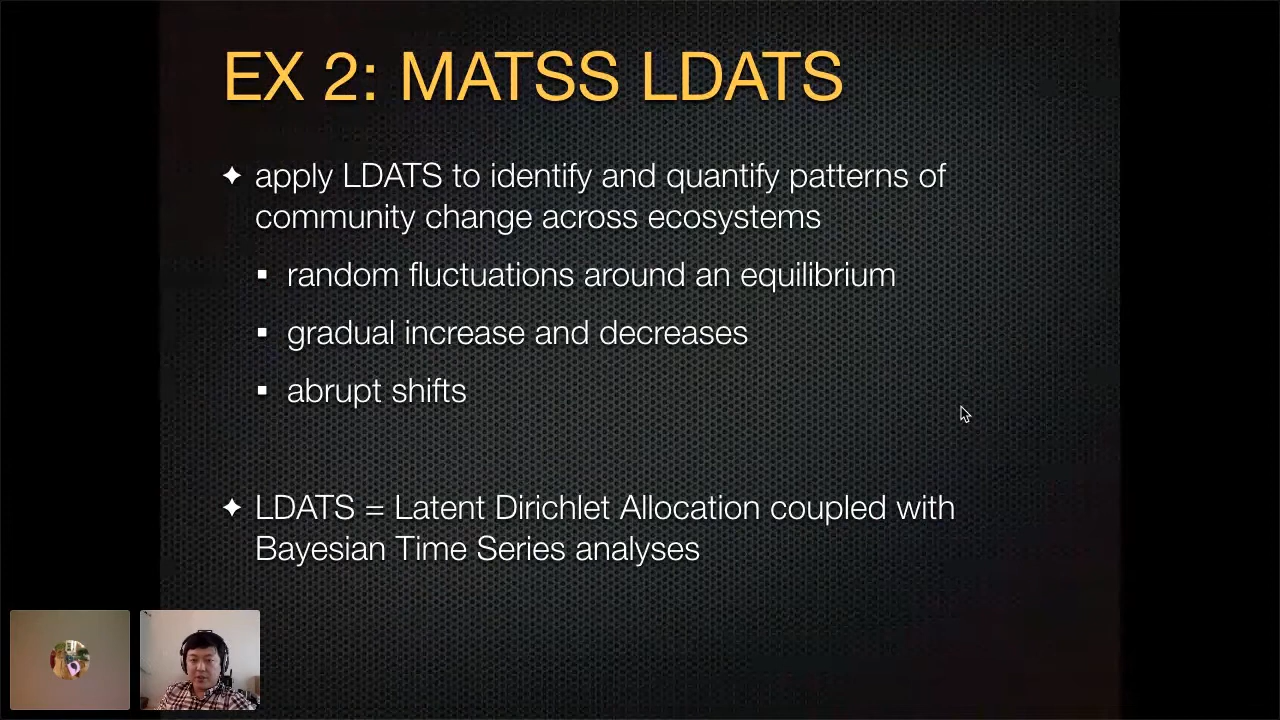 EX 2: MATSS LDATS
✦ apply LDATS to identify and quantify patterns of
community change across ecosystems
▪ random fluctuations around an equilibrium
▪ gradual increase and decreases
▪ abrupt shifts
✦ LDATS = Latent Dirichlet Allocation coupled with
Bayesian Time Series analyses